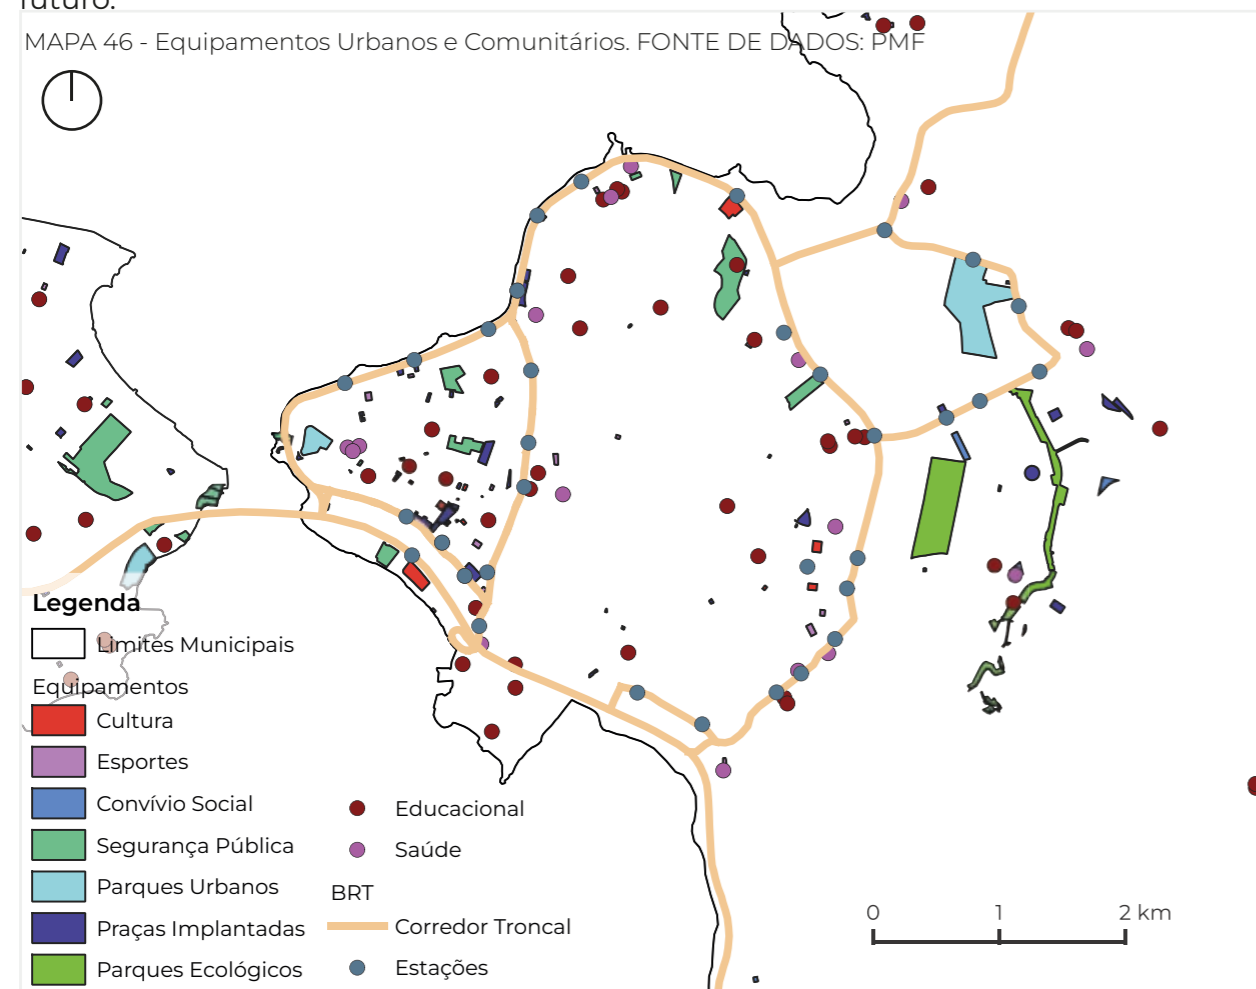 futuro.
MAPA 46 - Equipamentos Urbanos e Comunitários. FONTE DE DADOS: PMF
Legenda
Limites Municipais
Equipamentos
Cultura
Esportes
Convívio Social
Segurança Pública
Parques Urbanos
Praças Implantadas
Parques Ecológicos
Educacional
Saúde
BRT
Corredor Troncal
Estações
0 1 2 km